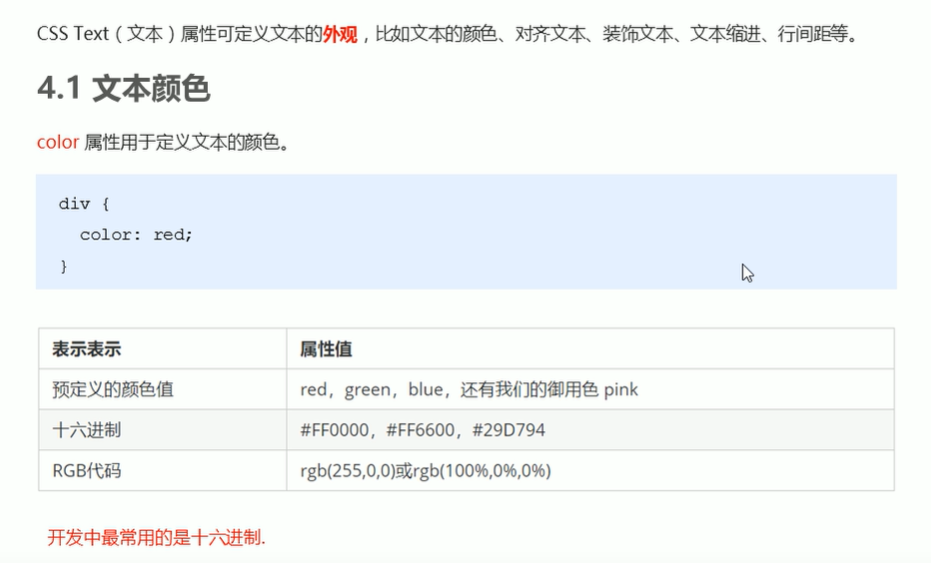 CSS Text（文本）属性可定义文本的外观，比如文本的颜色、对齐文本、装饰文本、文本缩进、行间距等。
4.1 文本颜色
color 属性用于定义文本的颜色。
div {
  color: red;
}
表示表示 属性值
预定义的颜色值 red，green，blue，还有我们的御用色 pink
十六进制 #FF0000，#FF6600，#29D794
RGB代码 rgb(255,0,0)或rgb(100%,0%,0%)
开发中最常用的是十六进制.